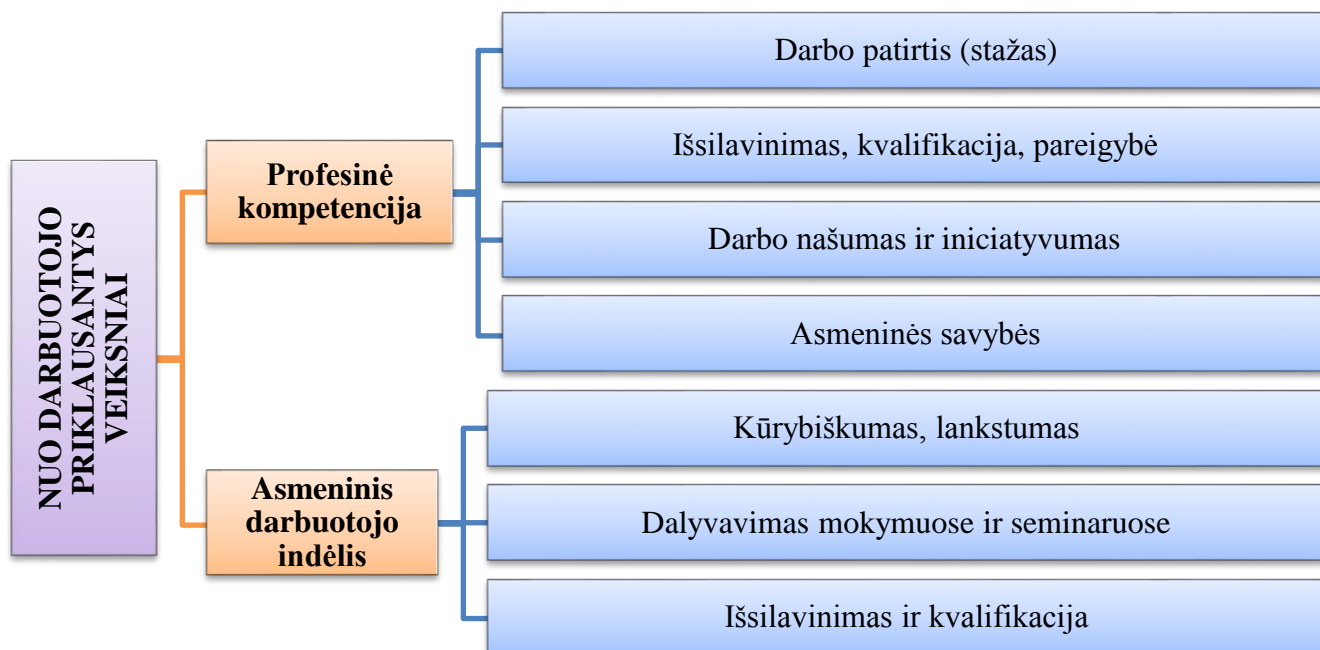 NUO DARBUOTOJO
PRIKLAUSANTYS
VEIKSNIAI
Profesinė
kompetencija
Darbo patirtis (stažas)
Išsilavinimas, kvalifikacija, pareigybė
Darbo našumas ir iniciatyvumas
Asmeninės savybės
Asmeninis
darbuotojo
indėlis
Kūrybiškumas, lankstumas
Dalyvavimas mokymuose ir seminaruose
Išsilavinimas ir kvalifikacija